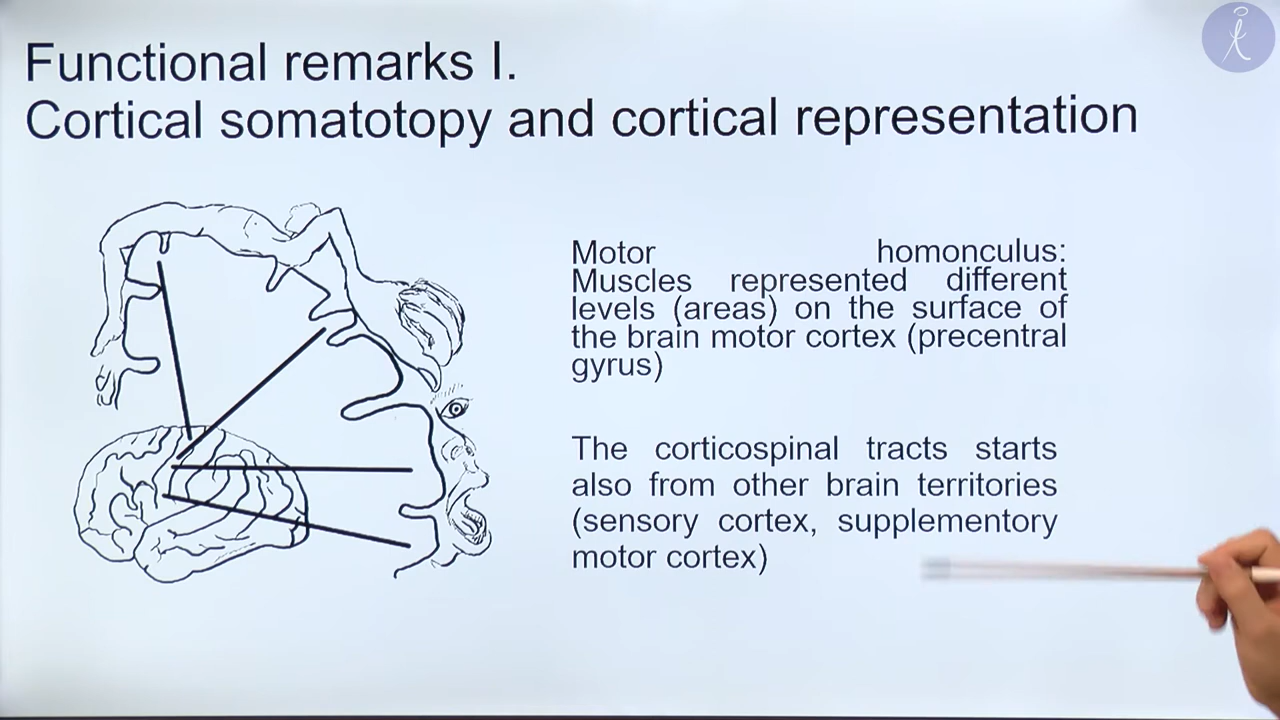 Functional remarks I.
Cortical somatotopy and cortical representation
Motor homonculus:
Muscles represented different
levels (areas) on the surface of
the brain motor cortex (precentral
gyrus)
The corticospinal tracts starts
also from other brain territories
(sensory cortex, supplementory
motor cortex)